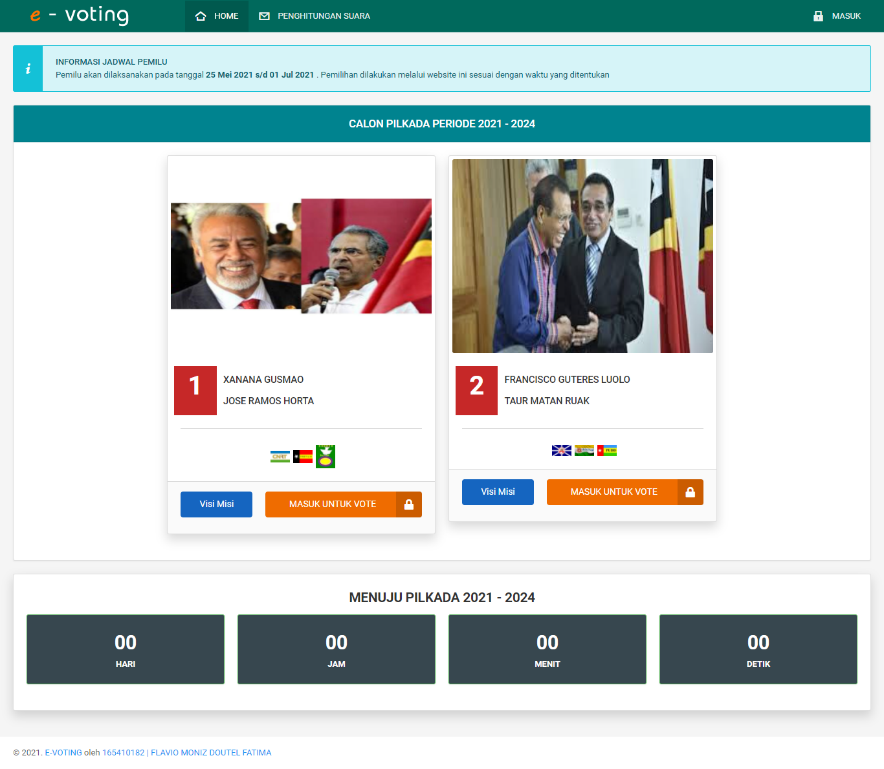 e - voting
HOME
PENGHITUNGAN SUARA
MASUK
INFORMASI JADWAL PEMILU
Pemilu akan dilaksanakan pada tanggal 25 Mei 2021 s/d 01 Jul 2021 . Pemilihan dilakukan melalui website ini sesuai dengan waktu yang ditentukan
CALON PILKADA PERIODE 2021 - 2024
1
XANANA GUSMAO
JOSE RAMOS HORTA
Visi Misi
MASUK UNTUK VOTE
2
FRANCISCO GUTERES LUOLO
TAUR MATAN RUAK
Visi Misi
MASUK UNTUK VOTE
MENUJU PILKADA 2021 - 2024
00
HARI
00
JAM
00
MENIT
00
DETIK
© 2021. E-VOTING oleh 165410182 | FLAVIO MONIZ DOUTEL FATIMA